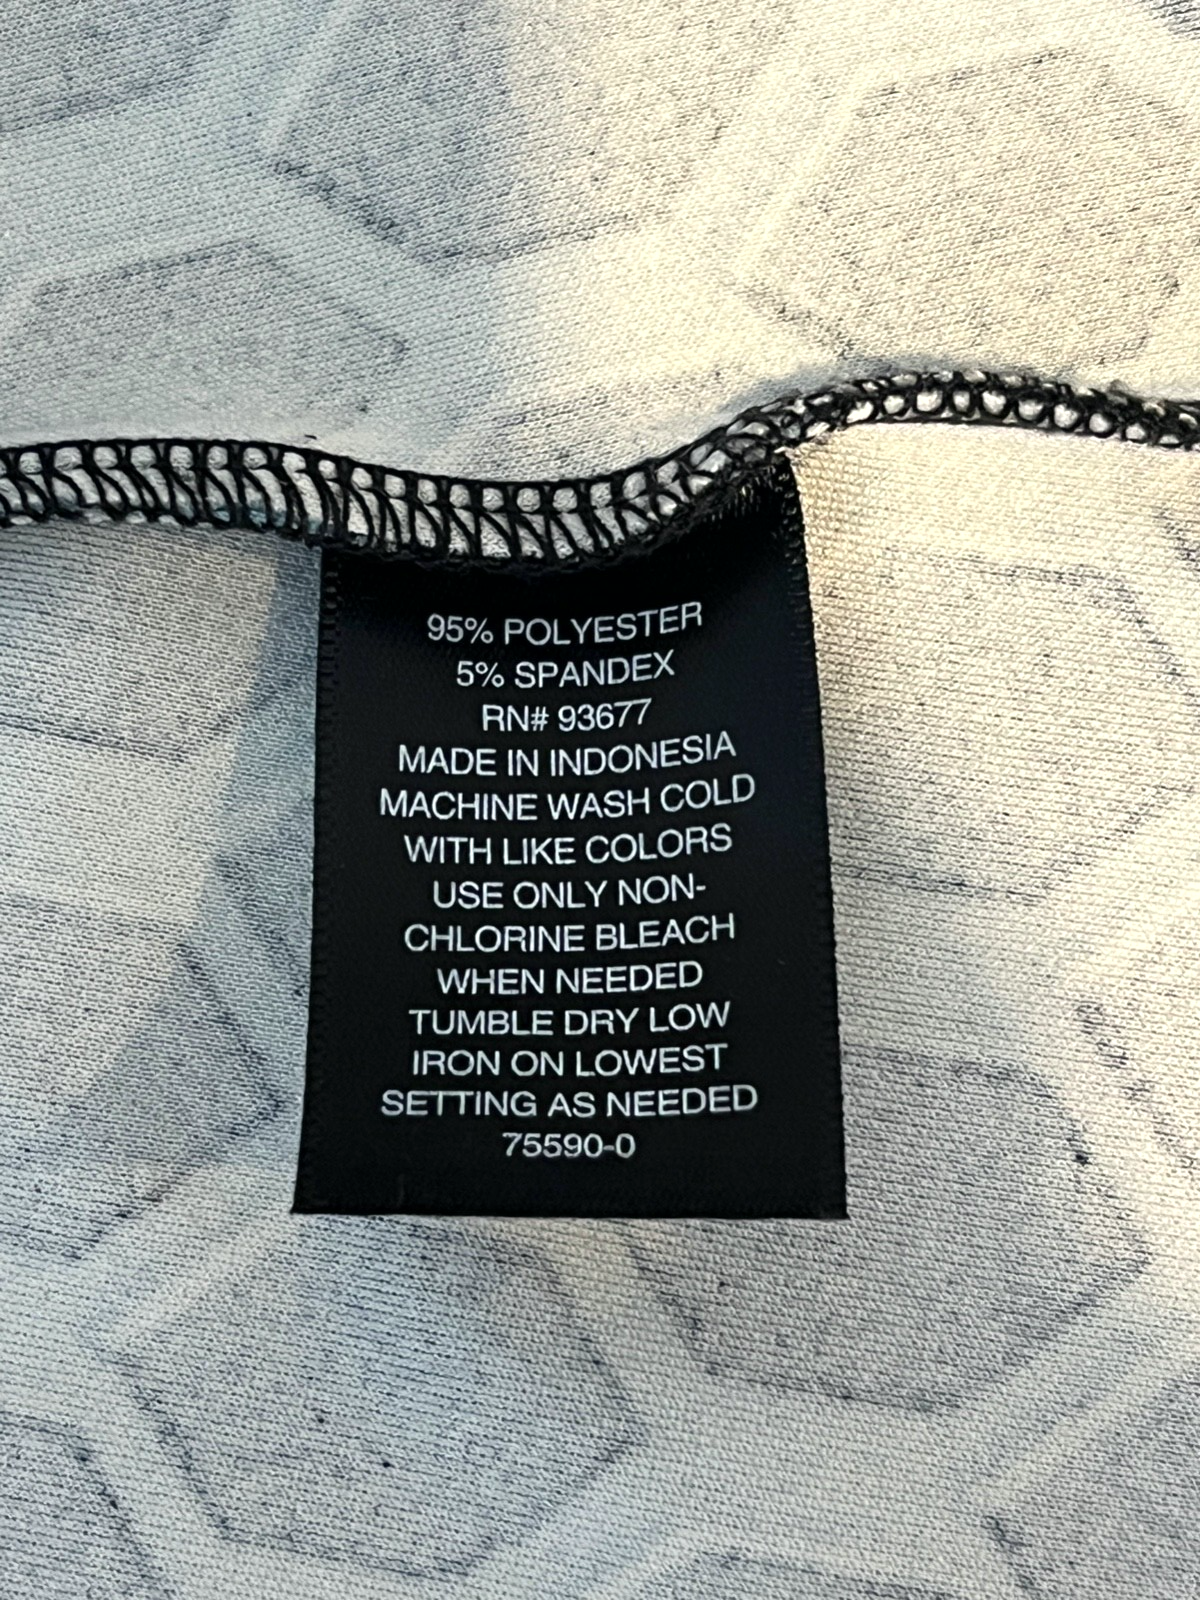 95% POLYESTER
5% SPANDEX
RN# 93677
MADE IN INDONESIA
MACHINE WASH COLD
WITH LIKE COLORS
USE ONLY NON-
CHLORINE BLEACH
WHEN NEEDED
TUMBLE DRY LOW
IRON ON LOWEST
SETTING AS NEEDED
75590-0